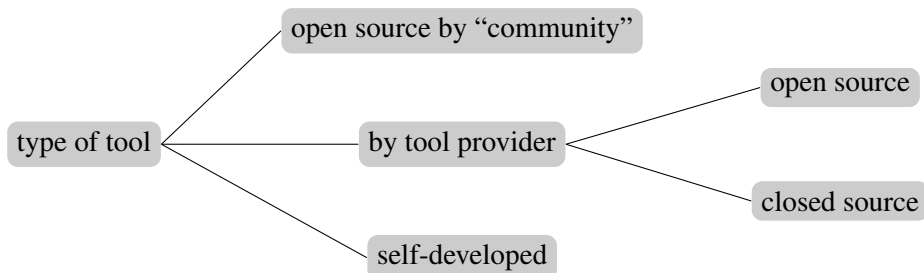 open source by “community”
open source
type of tool
by tool provider
closed source
self-developed